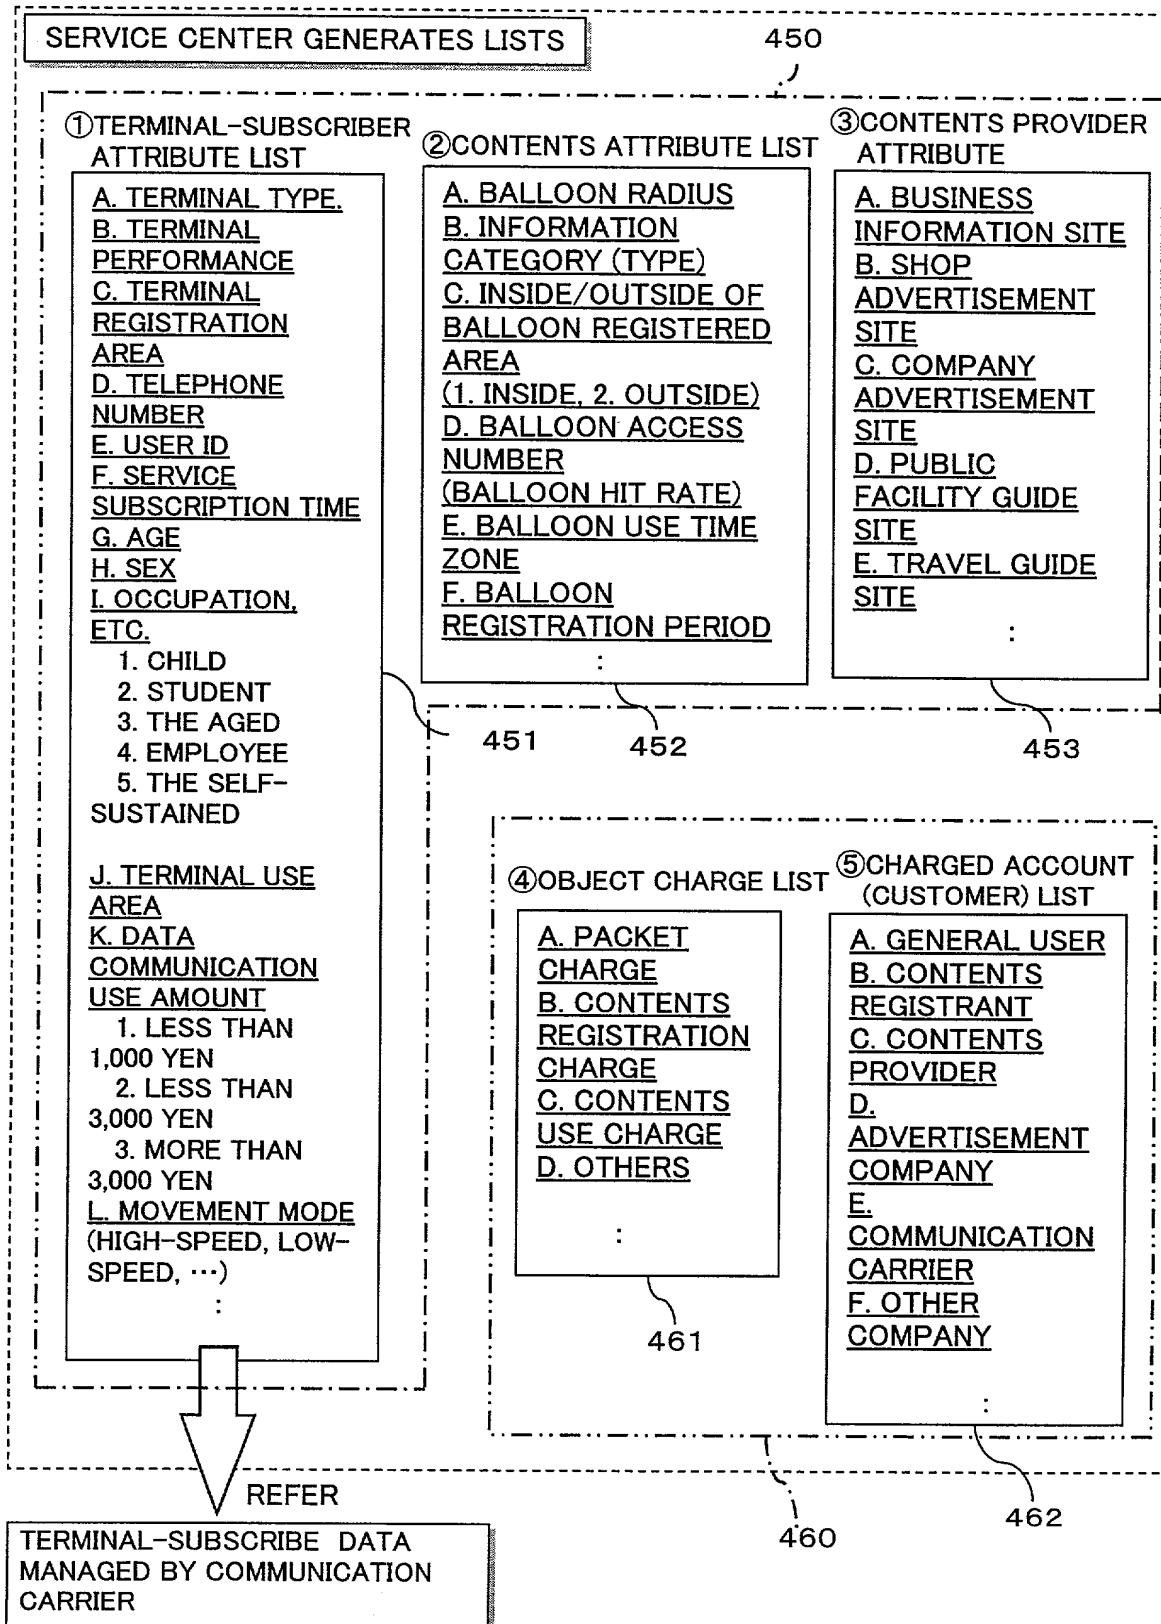 SERVICE CENTER GENERATES LISTS
450
①TERMINAL-SUBSCRIBER
ATTRIBUTE LIST
A. TERMINAL TYPE.
B. TERMINAL
PERFORMANCE
C. TERMINAL
REGISTRATION
AREA
D. TELEPHONE
NUMBER
E. USER ID
F. SERVICE
SUBSCRIPTION TIME
G. AGE
H. SEX
I. OCCUPATION,
ETC.
1. CHILD
2. STUDENT
3. THE AGED
4. EMPLOYEE
5. THE SELF-
SUSTAINED
J. TERMINAL USE
AREA
K. DATA
COMMUNICATION
USE AMOUNT
1. LESS THAN
1,000 YEN
2. LESS THAN
3,000 YEN
3. MORE THAN
3,000 YEN
L. MOVEMENT MODE
(HIGH-SPEED, LOW-
SPEED, ···)
:
451
②CONTENTS ATTRIBUTE LIST
A. BALLOON RADIUS
B. INFORMATION
CATEGORY (TYPE)
C. INSIDE/OUTSIDE OF
BALLOON REGISTERED
AREA
(1. INSIDE, 2. OUTSIDE)
D. BALLOON ACCESS
NUMBER
(BALLOON HIT RATE)
E. BALLOON USE TIME
ZONE
F. BALLOON
REGISTRATION PERIOD
:
452
③CONTENTS PROVIDER
ATTRIBUTE
A. BUSINESS
INFORMATION SITE
B. SHOP
ADVERTISEMENT
SITE
C. COMPANY
ADVERTISEMENT
SITE
D. PUBLIC
FACILITY GUIDE
SITE
E. TRAVEL GUIDE
SITE
:
453
④OBJECT CHARGE LIST
A. PACKET
CHARGE
B. CONTENTS
REGISTRATION
CHARGE
C. CONTENTS
USE CHARGE
D. OTHERS
:
461
⑤CHARGED ACCOUNT
(CUSTOMER) LIST
A. GENERAL USER
B. CONTENTS
REGISTRANT
C. CONTENTS
PROVIDER
D.
ADVERTISEMENT
COMPANY
E.
COMMUNICATION
CARRIER
F. OTHER
COMPANY
:
462
460
REFER
TERMINAL-SUBSCRIBE DATA
MANAGED BY COMMUNICATION
CARRIER